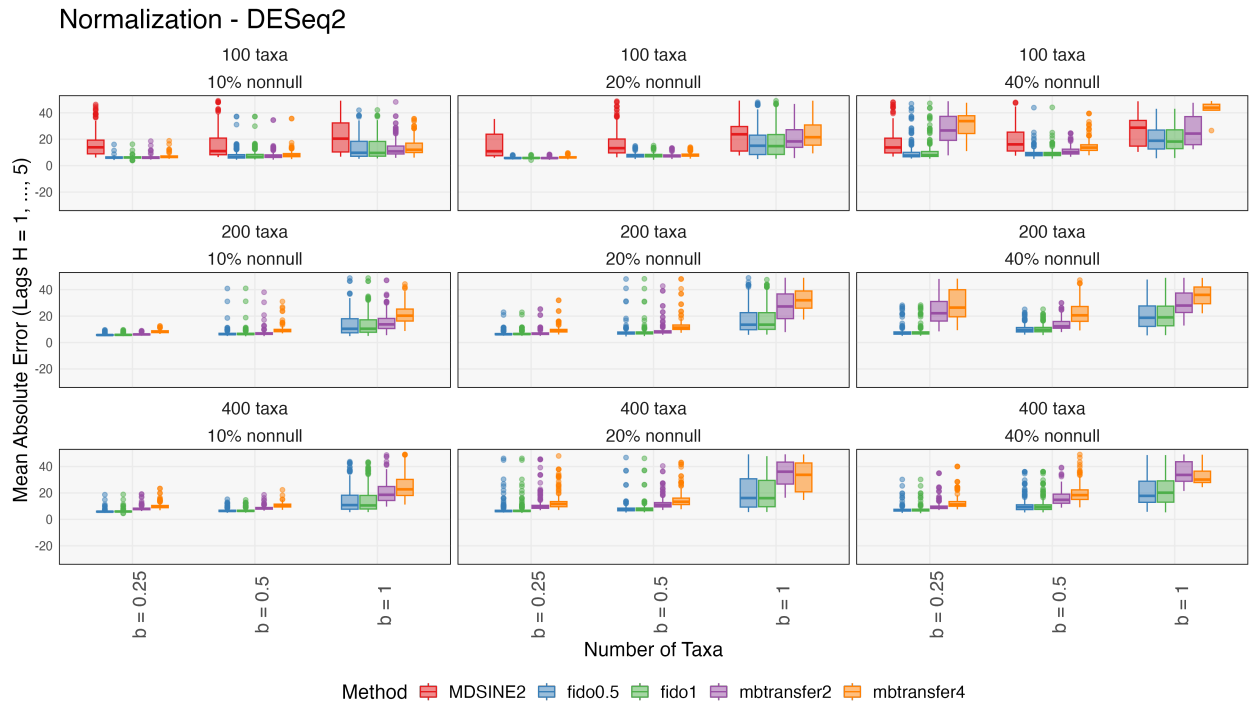 Normalization - DESeq2
100 taxa
10% nonnull
100 taxa
20% nonnull
100 taxa
40% nonnull
40
20
0
-20
200 taxa
10% nonnull
200 taxa
20% nonnull
200 taxa
40% nonnull
40
20
0
-20
400 taxa
10% nonnull
400 taxa
20% nonnull
400 taxa
40% nonnull
40
20
0
-20
Mean Absolute Error (Lags H = 1, ..., 5)
b = 0.25
b = 0.5
b = 1
b = 0.25
b = 0.5
b = 1
b = 0.25
b = 0.5
b = 1
Number of Taxa
Method MDSINE2 fido0.5 fido1 mbtransfer2 mbtransfer4